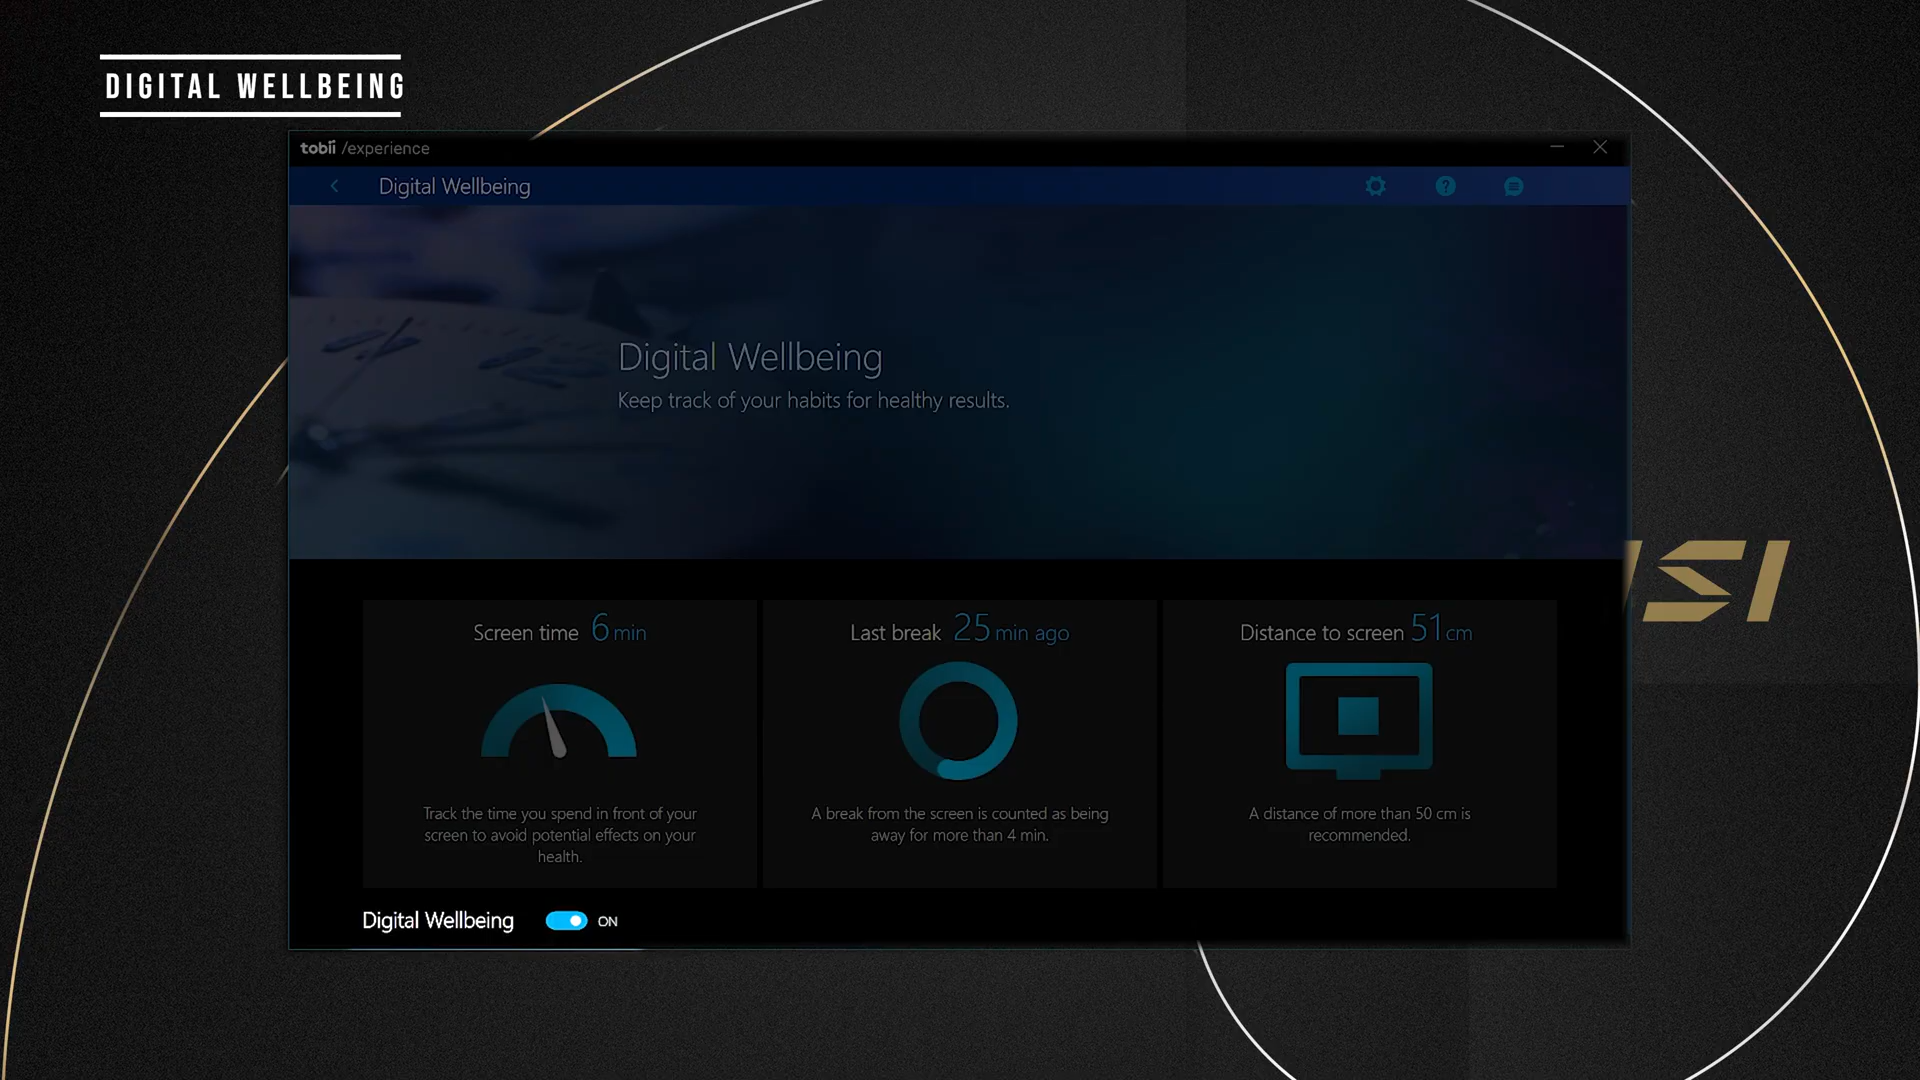 DIGITAL WELLBEING
tobii /experience
Digital Wellbeing
Digital Wellbeing
Keep track of your habits for healthy results.
Screen time 6 min
Track the time you spend in front of your
screen to avoid potential effects on your
health.
Last break 25 min ago
A break from the screen is counted as being
away for more than 4 min.
Distance to screen 51 cm
A distance of more than 50 cm is
recommended.
Digital Wellbeing ON